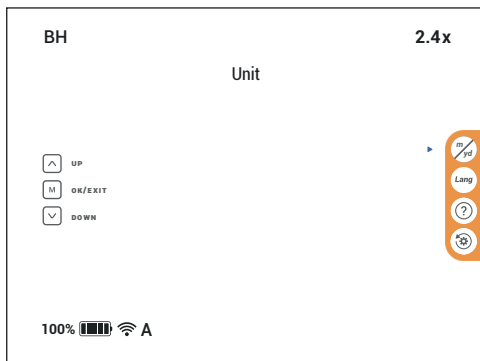 BH 2.4x
Unit
m/yd
UP
Lang
M OK/EXIT
?
DOWN
100% A